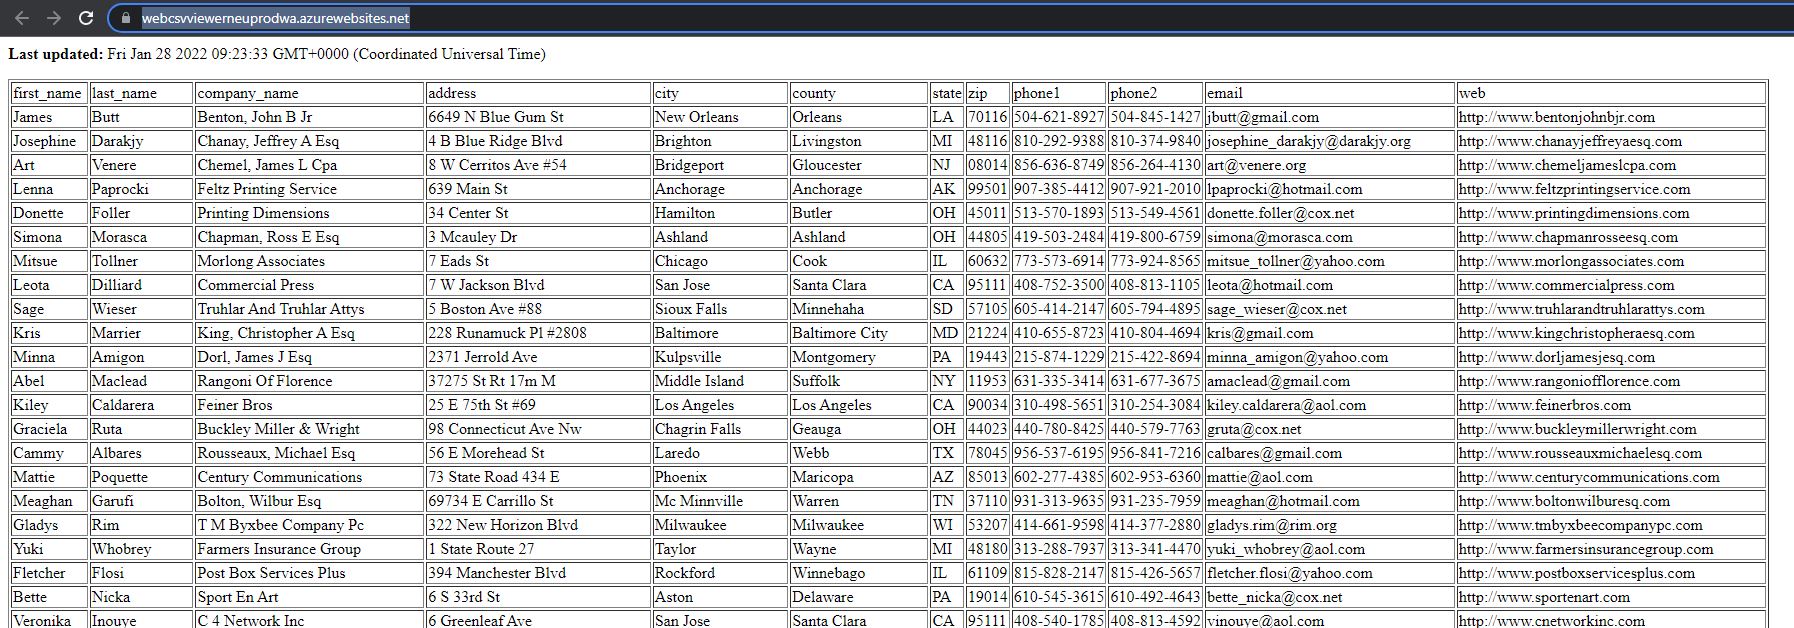 webcsvviewerneuprodwa.azurewebsites.net
Last updated: Fri Jan 28 2022 09:23:33 GMT+0000 (Coordinated Universal Time)
first_name last_name company_name address city county state zip phone1 phone2 email web
James Butt Benton, John B Jr 6649 N Blue Gum St New Orleans Orleans LA 70116 504-621-8927 504-845-1427 jbutt@gmail.com http://www.bentonjohnbjr.com
Josephine Darakjy Chanay, Jeffrey A Esq 4 B Blue Ridge Blvd Brighton Livingston MI 48116 810-292-9388 810-374-9840 josephine_darakjy@darakjy.org http://www.chanayjeffreyaesq.com
Art Venere Chemel, James L Cpa 8 W Cerritos Ave #54 Bridgeport Gloucester NJ 08014 856-636-8749 856-264-4130 art@venere.org http://www.chemeljameslcpa.com
Lenna Paprocki Feltz Printing Service 639 Main St Anchorage Anchorage AK 99501 907-385-4412 907-921-2010 lpaprocki@hotmail.com http://www.feltzprintingservice.com
Donette Foller Printing Dimensions 34 Center St Hamilton Butler OH 45011 513-570-1893 513-549-4561 donette.foller@cox.net http://www.printingdimensions.com
Simona Morasca Chapman, Ross E Esq 3 Mcauley Dr Ashland Ashland OH 44805 419-503-2484 419-800-6759 simona@morasca.com http://www.chapmanrosseesq.com
Mitsue Tollner Morlong Associates 7 Eads St Chicago Cook IL 60632 773-573-6914 773-924-8565 mitsue_tollner@yahoo.com http://www.morlongassociates.com
Leota Dilliard Commercial Press 7 W Jackson Blvd San Jose Santa Clara CA 95111 408-752-3500 408-813-1105 leota@hotmail.com http://www.commercialpress.com
Sage Wieser Truhlar And Truhlar Attys 5 Boston Ave #88 Sioux Falls Minnehaha SD 57105 605-414-2147 605-794-4895 sage_wieser@cox.net http://www.truhlarandtruhlarattys.com
Kris Marrier King, Christopher A Esq 228 Runamuck Pl #2808 Baltimore Baltimore City MD 21224 410-655-8723 410-804-4694 kris@gmail.com http://www.kingchristopheraesq.com
Minna Amigon Dorl, James J Esq 2371 Jerrold Ave Kulpsville Montgomery PA 19443 215-874-1229 215-422-8694 minna_amigon@yahoo.com http://www.dorljamesjesq.com
Abel Maclead Rangoni Of Florence 37275 St Rt 17m M Middle Island Suffolk NY 11953 631-335-3414 631-677-3675 amaclead@gmail.com http://www.rangoniofflorence.com
Kiley Caldarera Feiner Bros 25 E 75th St #69 Los Angeles Los Angeles CA 90034 310-498-5651 310-254-3084 kiley.caldarera@aol.com http://www.feinerbros.com
Graciela Ruta Buckley Miller & Wright 98 Connecticut Ave Nw Chagrin Falls Geauga OH 44023 440-780-8425 440-579-7763 gruta@cox.net http://www.buckleymillerwright.com
Cammy Albares Rousseaux, Michael Esq 56 E Morehead St Laredo Webb TX 78045 956-537-6195 956-841-7216 calbares@gmail.com http://www.rousseauxmichaelesq.com
Mattie Poquette Century Communications 73 State Road 434 E Phoenix Maricopa AZ 85013 602-277-4385 602-953-6360 mattie@aol.com http://www.centurycommunications.com
Meaghan Garufi Bolton, Wilbur Esq 69734 E Carrillo St Mc Minnville Warren TN 37110 931-313-9635 931-235-7959 meaghan@hotmail.com http://www.boltonwilburesq.com
Gladys Rim T M Byxbee Company Pc 322 New Horizon Blvd Milwaukee Milwaukee WI 53207 414-661-9598 414-377-2880 gladys.rim@rim.org http://www.tmbyxbeecompanypc.com
Yuki Whobrey Farmers Insurance Group 1 State Route 27 Taylor Wayne MI 48180 313-288-7937 313-341-4470 yuki_whobrey@aol.com http://www.farmersinsurancegroup.com
Fletcher Flosi Post Box Services Plus 394 Manchester Blvd Rockford Winnebago IL 61109 815-828-2147 815-426-5657 fletcher.flosi@yahoo.com http://www.postboxservicesplus.com
Bette Nicka Sport En Art 6 S 33rd St Aston Delaware PA 19014 610-545-3615 610-492-4643 bette_nicka@cox.net http://www.sportenart.com
Veronika Inouye C 4 Network Inc 6 Greenleaf Ave San Jose Santa Clara CA 95111 408-540-1785 408-813-4592 vinouye@aol.com http://www.cnetworkinc.com